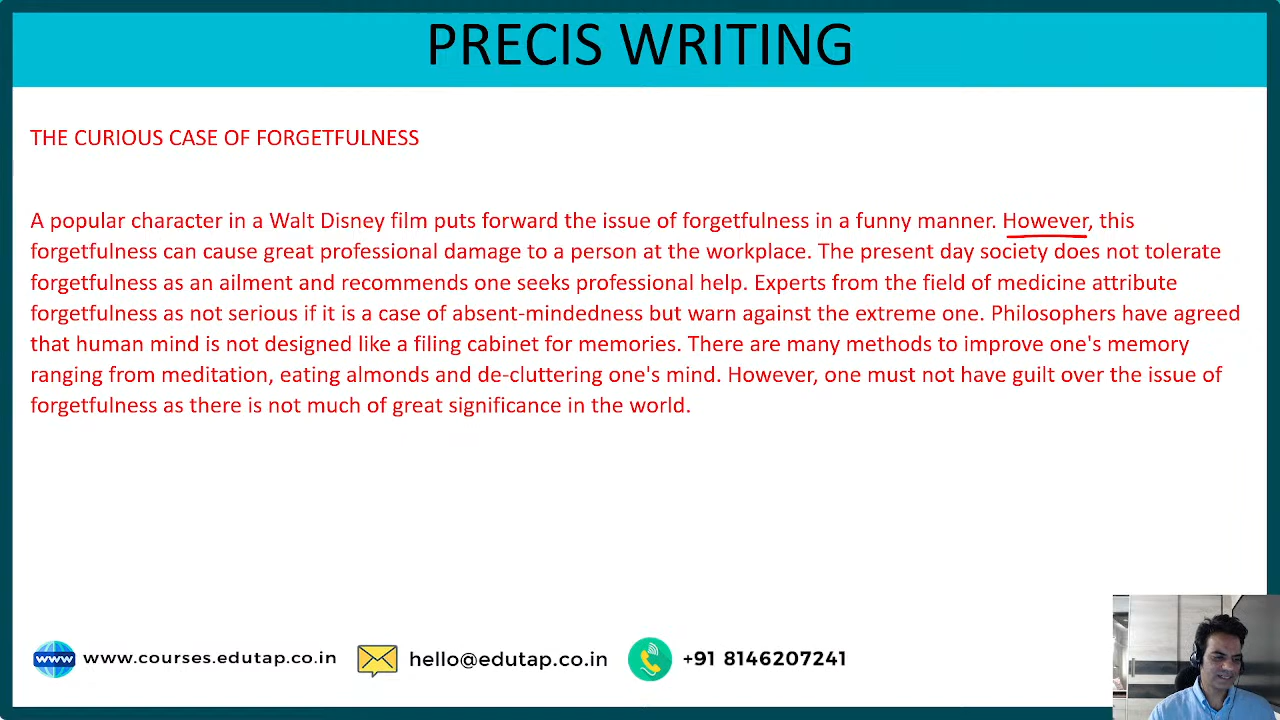 PRECIS WRITING
THE CURIOUS CASE OF FORGETFULNESS
A popular character in a Walt Disney film puts forward the issue of forgetfulness in a funny manner. However, this
forgetfulness can cause great professional damage to a person at the workplace. The present day society does not tolerate
forgetfulness as an ailment and recommends one seeks professional help. Experts from the field of medicine attribute
forgetfulness as not serious if it is a case of absent-mindedness but warn against the extreme one. Philosophers have agreed
that human mind is not designed like a filing cabinet for memories. There are many methods to improve one's memory
ranging from meditation, eating almonds and de-cluttering one's mind. However, one must not have guilt over the issue of
forgetfulness as there is not much of great significance in the world.
www www.courses.edutap.co.in hello@edutap.co.in +91 8146207241